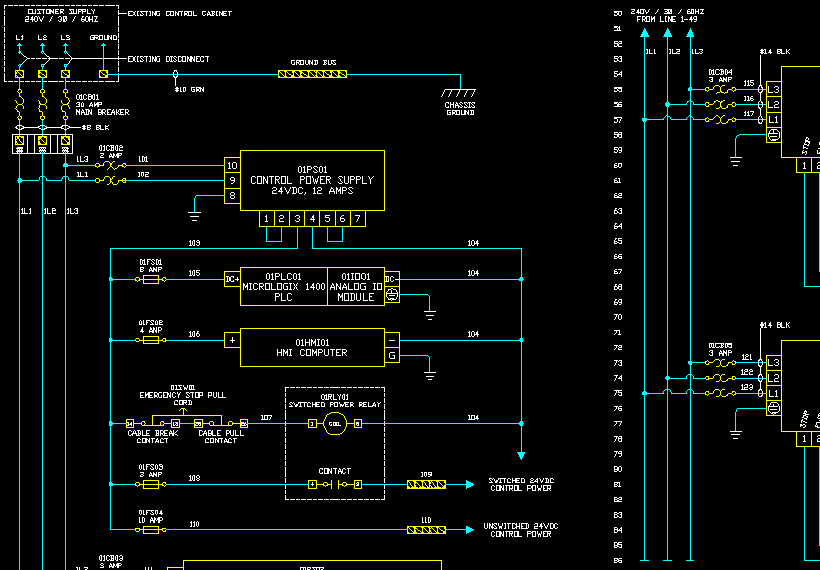 CUSTOMER SUPPLY
240V / 30 / 60HZ
EXISTING CONTROL CABINET
L1 L2 L3 GROUND
EXISTING DISCONNECT
GROUND BUS
#10 GRN
CHASSIS
GROUND
01CB01
30 AMP
MAIN BREAKER
#8 BLK
01CB02
2 AMP
1L3 101
1L1 102
1L1 1L2 1L3
10
9
8
01PS01
CONTROL POWER SUPPLY
24VDC, 12 AMPS
1 2 3 4 5 6 7
103 104
01FS01
8 AMP
105
DC+
01PLC01
MICROLOGIX 1400
PLC
01IO01
ANALOG IO
MODULE
DC-
104
01FS02
4 AMP
106
+
01HMI01
HMI COMPUTER
-
G
104
01SW01
EMERGENCY STOP PULL
CORD
CABLE BREAK
CONTACT
CABLE PULL
CONTACT
107
01RLY01
SWITCHED POWER RELAY
COIL
104
CONTACT
01FS03
2 AMP
108
109
SWITCHED 24VDC
CONTROL POWER
01FS04
10 AMP
110
110
UNSWITCHED 24VDC
CONTROL POWER
01CB03
3 AMP
50
51
52
53
54
55
56
57
58
59
60
61
62
63
64
65
66
67
68
69
70
71
72
73
74
75
76
77
78
79
80
81
82
83
84
85
86
240V / 30 / 60HZ
FROM LINE 1-49
1L1 1L2 1L3
#14 BLK
01CB04
3 AMP
115
116
117
L3
L2
L1
STOP
1 2
#14 BLK
01CB05
3 AMP
121
122
123
L3
L2
L1
STOP
1 2